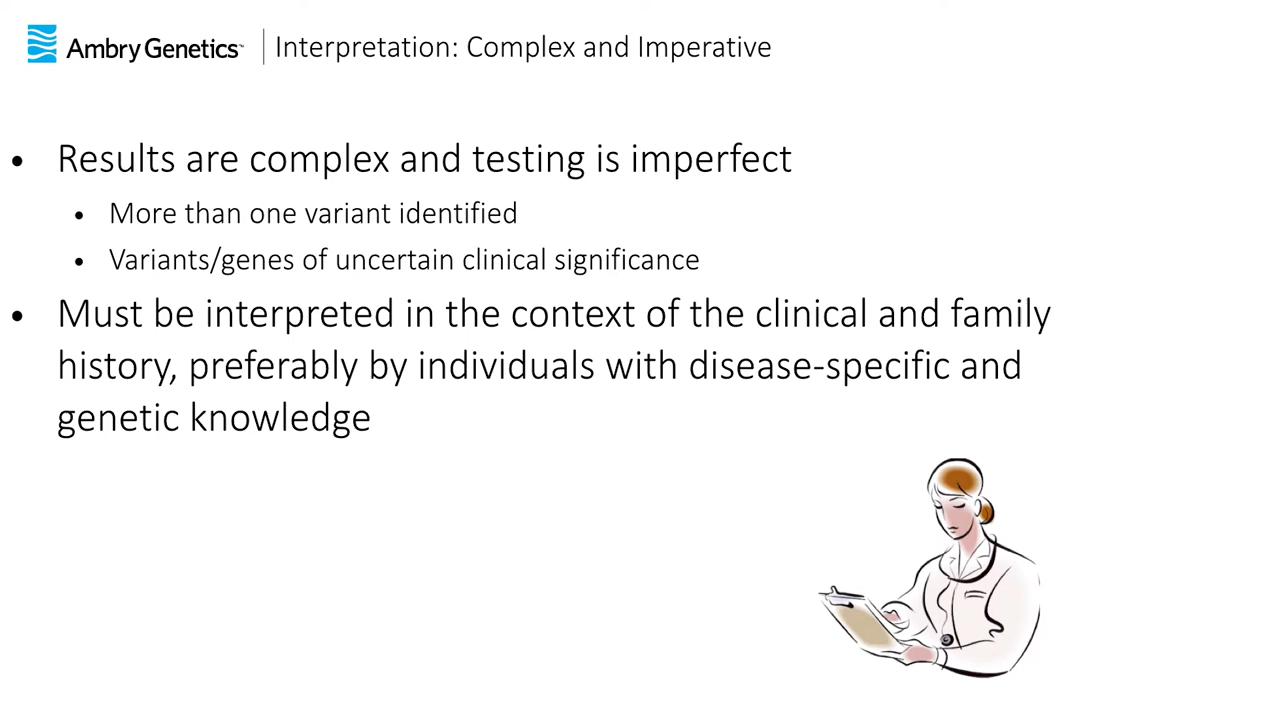 Ambry Genetics™ Interpretation: Complex and Imperative
• Results are complex and testing is imperfect
• More than one variant identified
• Variants/genes of uncertain clinical significance
• Must be interpreted in the context of the clinical and family
history, preferably by individuals with disease-specific and
genetic knowledge